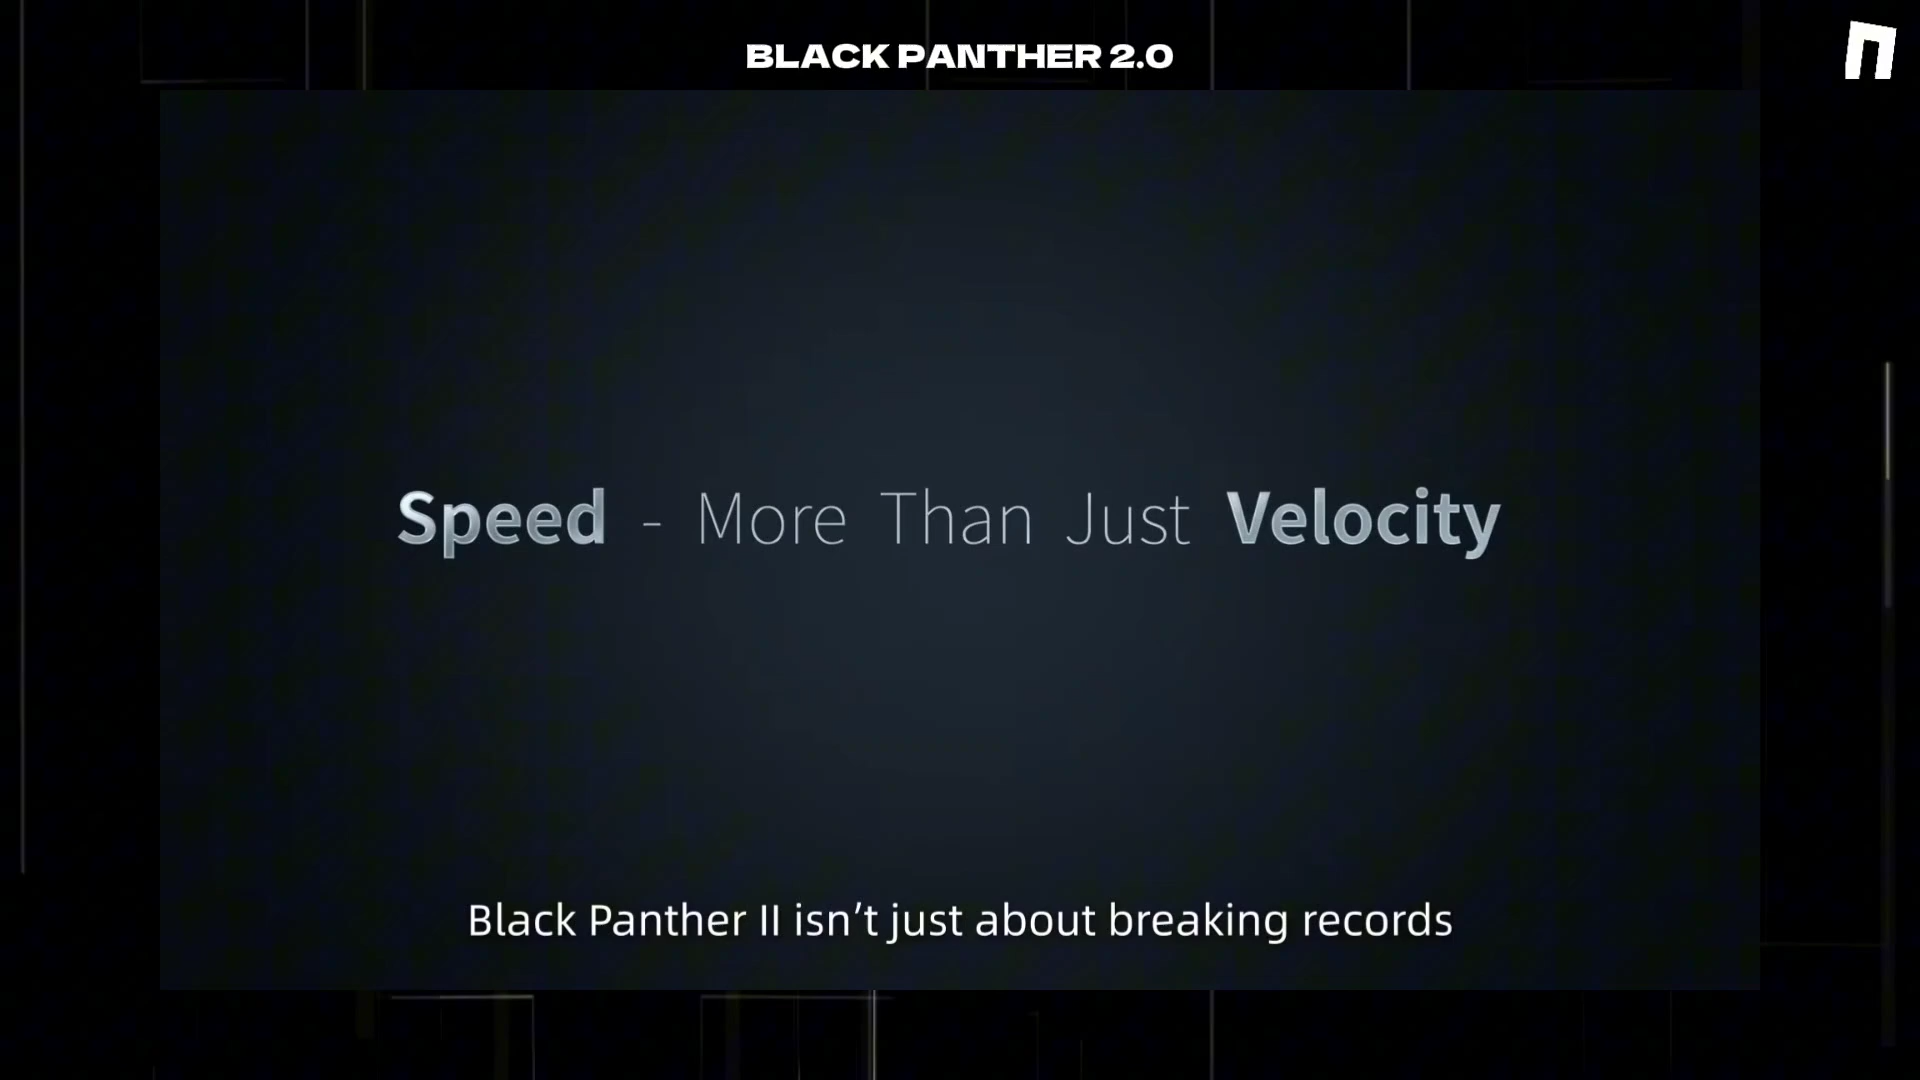 BLACK PANTHER 2.0
Speed - More Than Just Velocity
Black Panther II isn’t just about breaking records